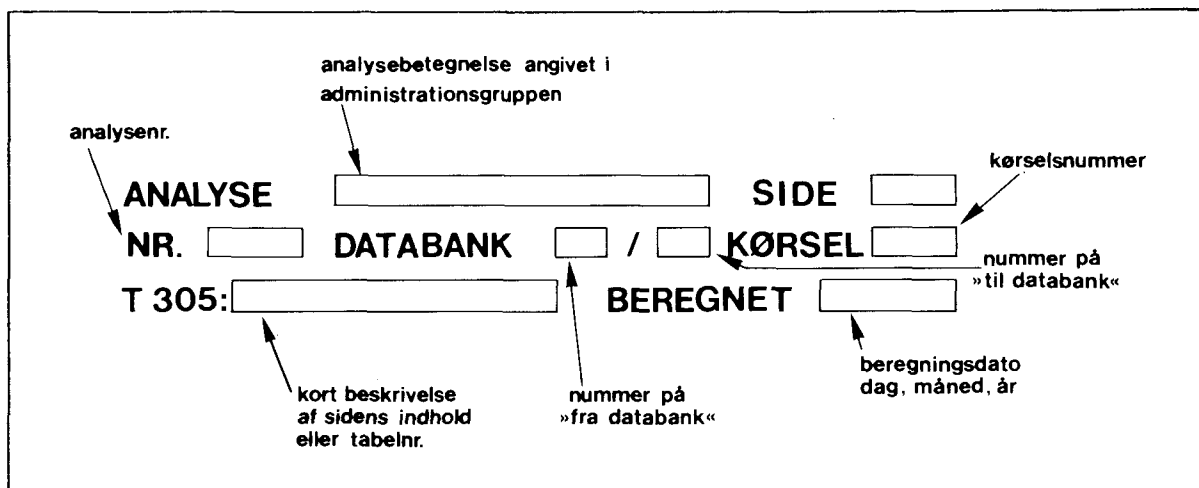 analysebetegnelse angivet i
administrationsgruppen
analysenr.
kørselsnummer
ANALYSE SIDE
NR. DATABANK / KØRSEL
nummer på
»til databank«
T 305: BEREGNET
beregningsdato
dag, måned, år
kort beskrivelse
af sidens indhold
eller tabelnr.
nummer på
»fra databank«